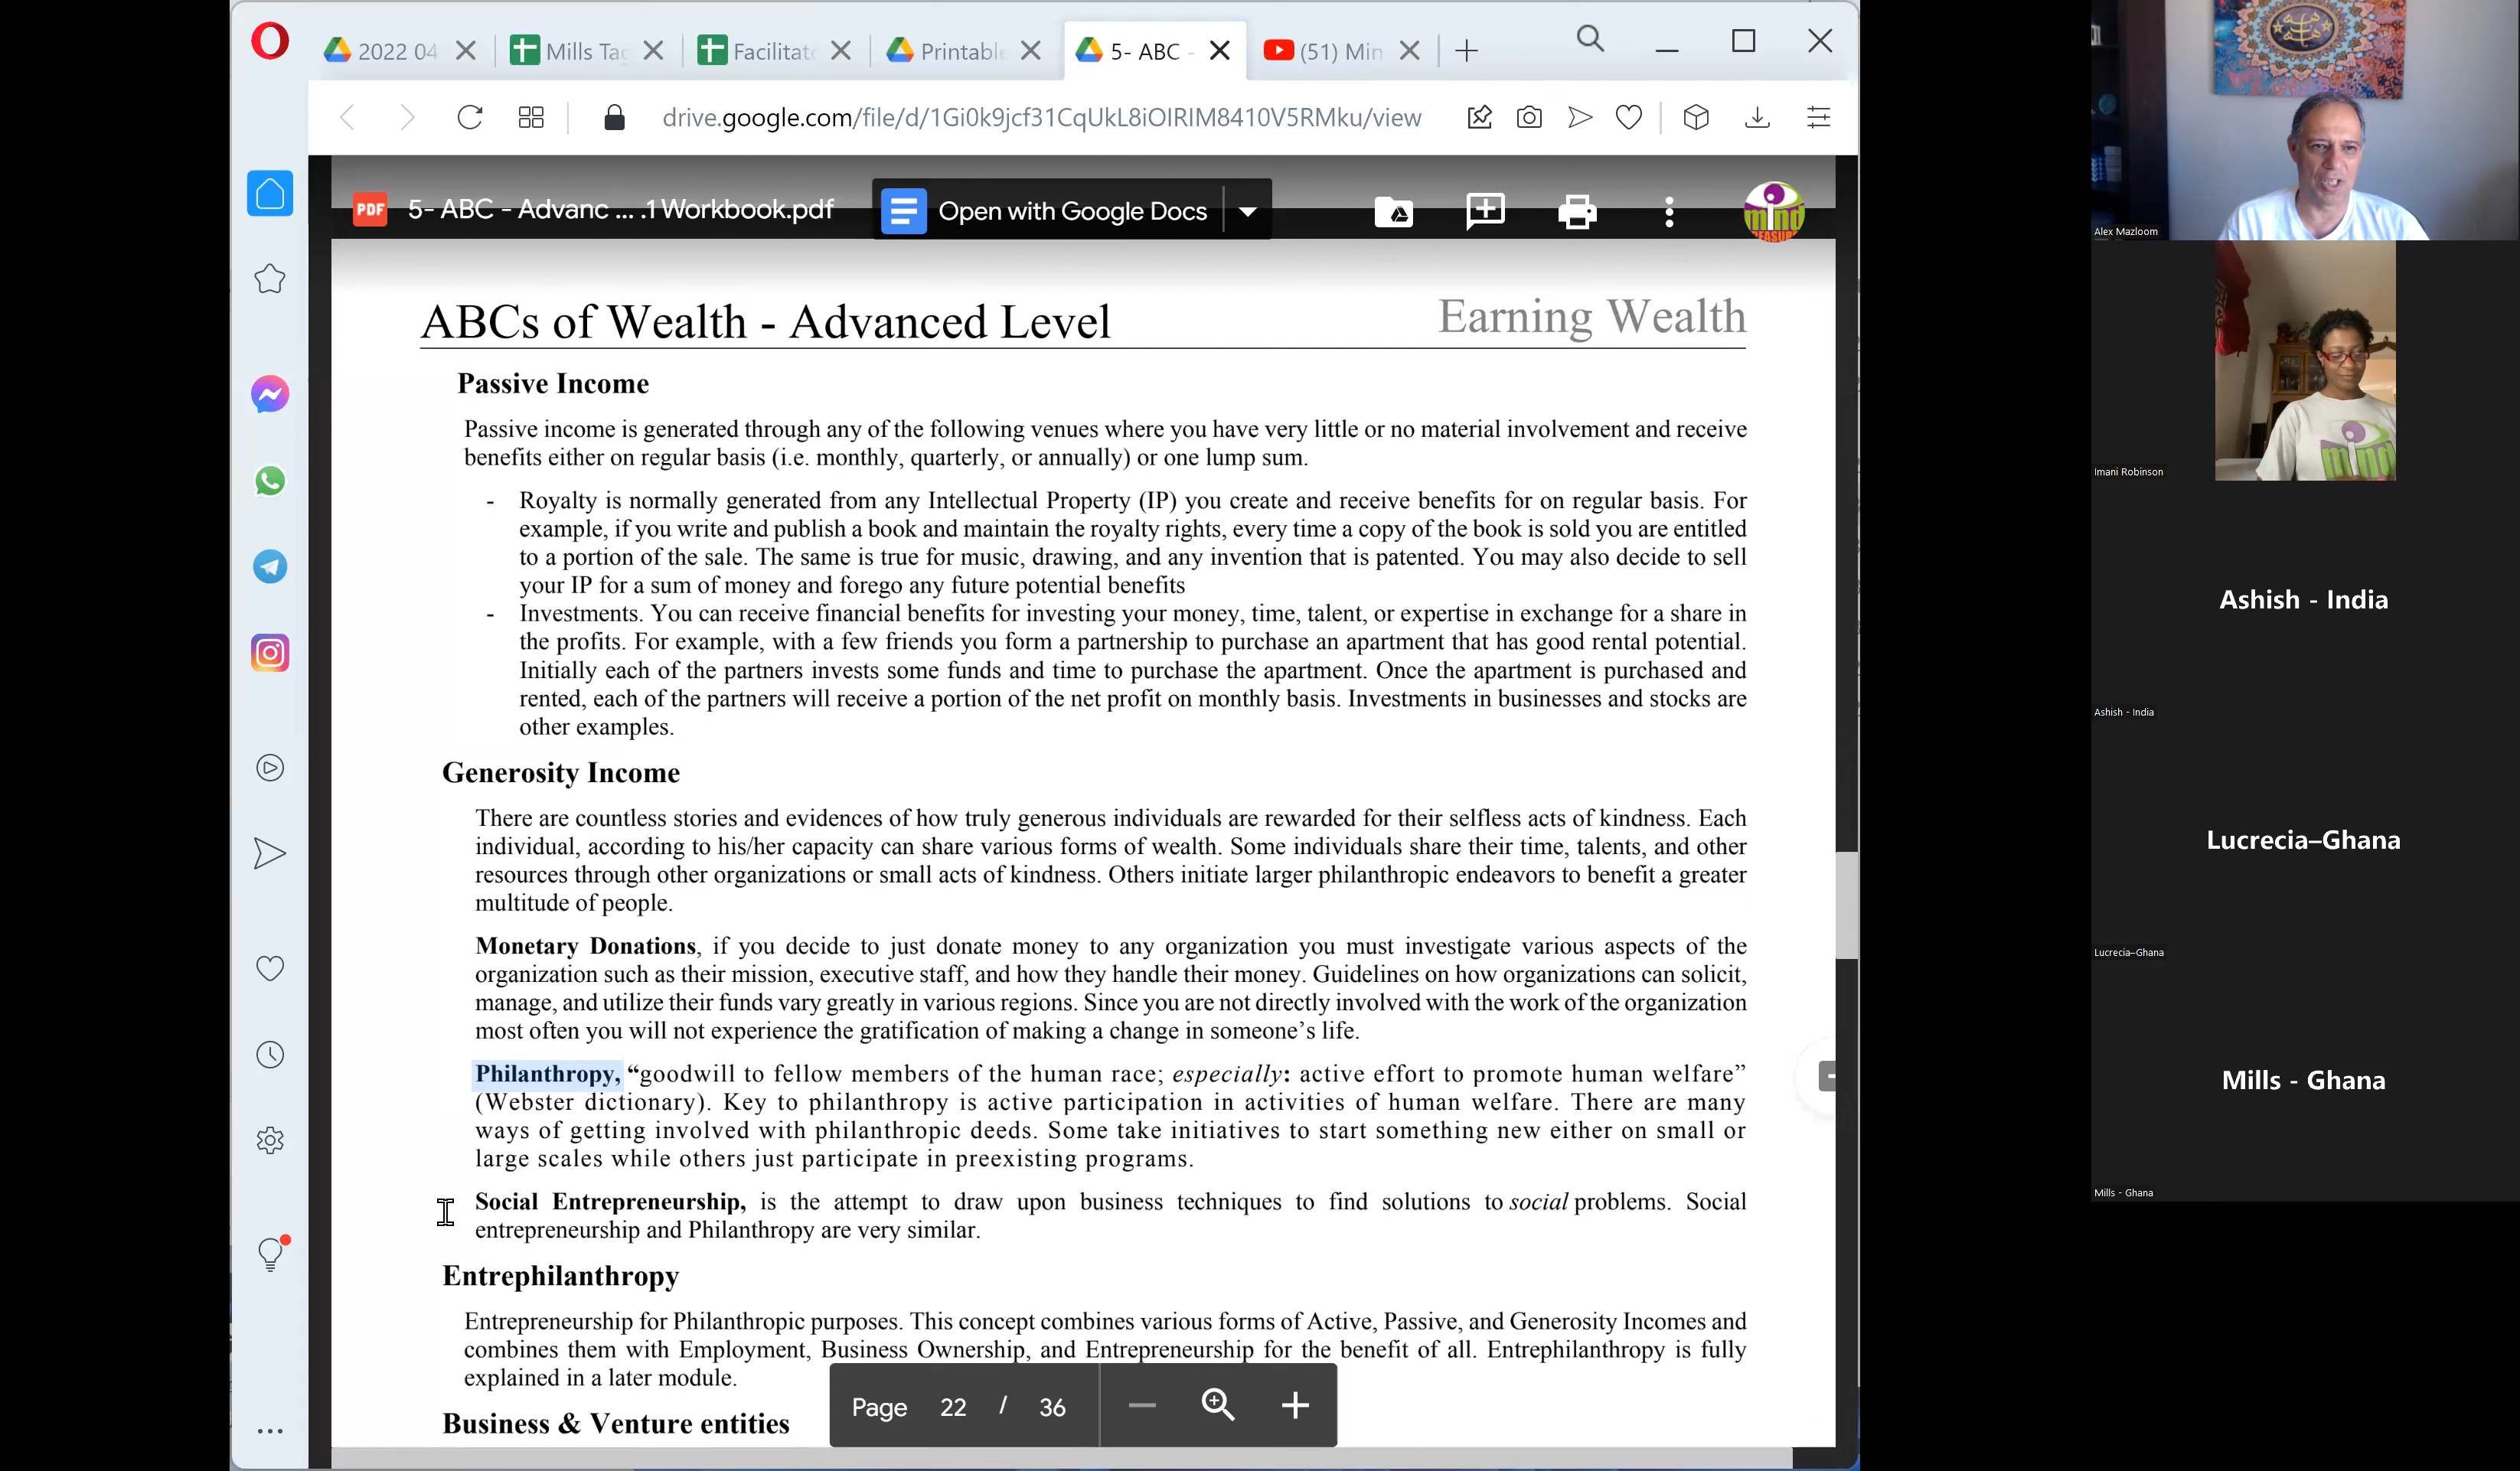 2022 04
Mills Tag
Facilitato
Printable
5- ABC -
(51) Min
drive.google.com/file/d/1Gi0k9jcf31CqUkL8iOIRIM8410V5RMku/view
PDF
5- ABC - Advanc ... .1 Workbook.pdf
Open with Google Docs
mind
TREASURE
ABCs of Wealth - Advanced Level
Earning Wealth
Passive Income
Passive income is generated through any of the following venues where you have very little or no material involvement and receive
benefits either on regular basis (i.e. monthly, quarterly, or annually) or one lump sum.
- Royalty is normally generated from any Intellectual Property (IP) you create and receive benefits for on regular basis. For
example, if you write and publish a book and maintain the royalty rights, every time a copy of the book is sold you are entitled
to a portion of the sale. The same is true for music, drawing, and any invention that is patented. You may also decide to sell
your IP for a sum of money and forego any future potential benefits
- Investments. You can receive financial benefits for investing your money, time, talent, or expertise in exchange for a share in
the profits. For example, with a few friends you form a partnership to purchase an apartment that has good rental potential.
Initially each of the partners invests some funds and time to purchase the apartment. Once the apartment is purchased and
rented, each of the partners will receive a portion of the net profit on monthly basis. Investments in businesses and stocks are
other examples.
Generosity Income
There are countless stories and evidences of how truly generous individuals are rewarded for their selfless acts of kindness. Each
individual, according to his/her capacity can share various forms of wealth. Some individuals share their time, talents, and other
resources through other organizations or small acts of kindness. Others initiate larger philanthropic endeavors to benefit a greater
multitude of people.
Monetary Donations, if you decide to just donate money to any organization you must investigate various aspects of the
organization such as their mission, executive staff, and how they handle their money. Guidelines on how organizations can solicit,
manage, and utilize their funds vary greatly in various regions. Since you are not directly involved with the work of the organization
most often you will not experience the gratification of making a change in someone’s life.
Philanthropy, “goodwill to fellow members of the human race; especially: active effort to promote human welfare”
(Webster dictionary). Key to philanthropy is active participation in activities of human welfare. There are many
ways of getting involved with philanthropic deeds. Some take initiatives to start something new either on small or
large scales while others just participate in preexisting programs.
Social Entrepreneurship, is the attempt to draw upon business techniques to find solutions to social problems. Social
entrepreneurship and Philanthropy are very similar.
Entrephilanthropy
Entrepreneurship for Philanthropic purposes. This concept combines various forms of Active, Passive, and Generosity Incomes and
combines them with Employment, Business Ownership, and Entrepreneurship for the benefit of all. Entrephilanthropy is fully
explained in a later module.
Business & Venture entities
Page 22 / 36
Alex Mazloom
mind
Imani Robinson
Ashish - India
Ashish - India
Lucrecia–Ghana
Lucrecia–Ghana
Mills - Ghana
Mills - Ghana